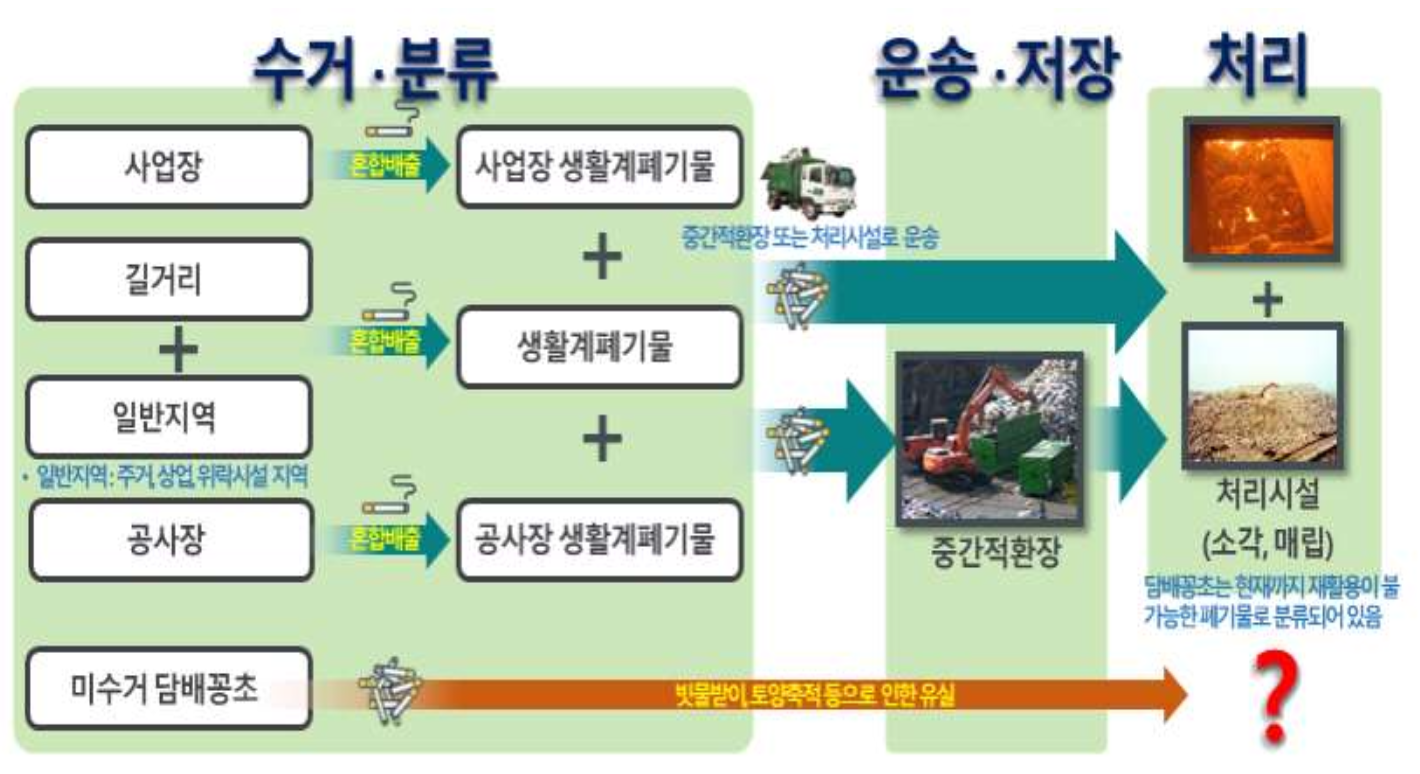 수거·분류
운송·저장
처리
사업장
혼합배출
사업장 생활계폐기물
중간적환장 또는 처리시설로 운송
길거리
+
+
+
혼합배출
생활계폐기물
일반지역
+
• 일반지역: 주거, 상업, 위락시설 지역
공사장
혼합배출
공사장 생활계폐기물
중간적환장
처리시설
(소각, 매립)
담배꽁초는 현재까지 재활용이 불
가능한 폐기물로 분류되어 있음
미수거 담배꽁초
빗물받이, 토양축적 등으로 인한 유실
?